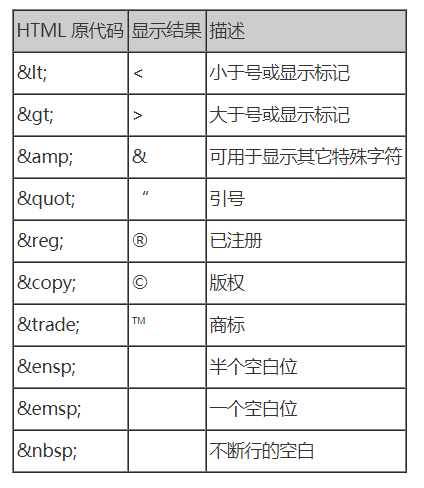 HTML 原代码 显示结果 描述
&lt; < 小于号或显示标记
&gt; > 大于号或显示标记
&amp; & 可用于显示其它特殊字符
&quot; “ 引号
&reg; ® 已注册
&copy; © 版权
&trade; ™ 商标
&ensp; 半个空白位
&emsp; 一个空白位
&nbsp; 不断行的空白